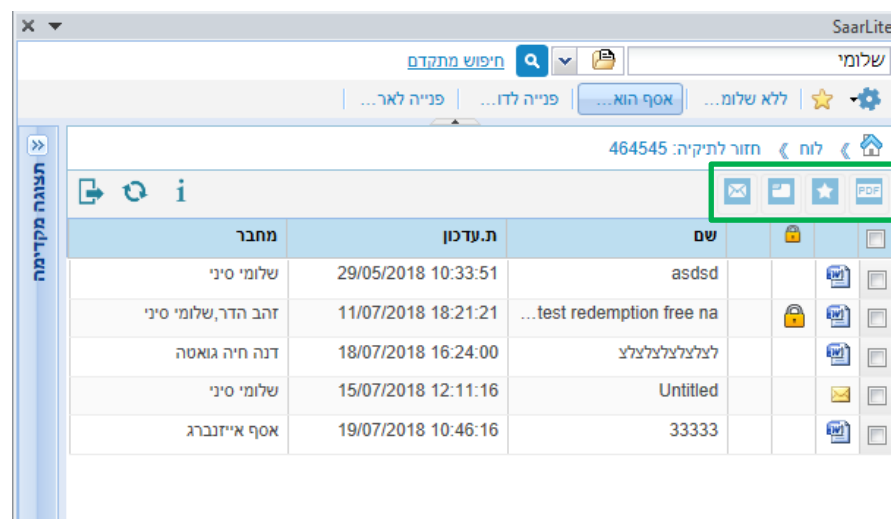 SaarLite
שלומי
חיפוש מתקדם
ללא שלומ... | אסף הוא... | פנייה לדו... | פנייה לאר... |
לוח 》 חזור לתיקיה: 464545
PDF
תצוגה מקדימה
שם ת.עדכון מחבר
asdsd 29/05/2018 10:33:51 שלומי סיני
...test redemption free na 11/07/2018 18:21:21 זהב הדר,שלומי סיני
לצלצלצלצלצ 18/07/2018 16:24:00 דנה חיה גואטה
Untitled 15/07/2018 12:11:16 שלומי סיני
33333 19/07/2018 10:46:16 אסף אייזנברג